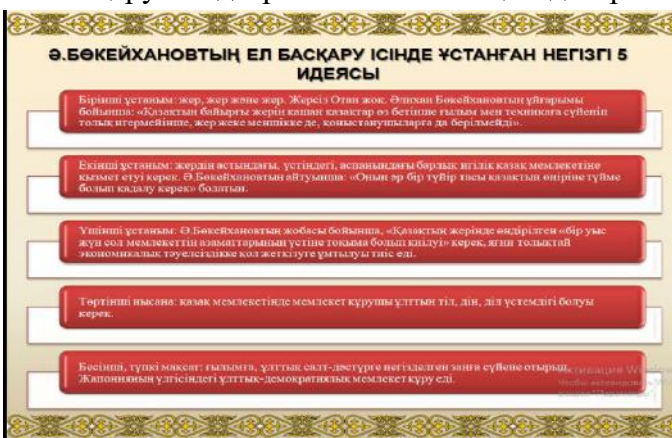 Ә.БӨКЕЙХАНОВТЫҢ ЕЛ БАСҚАРУ ІСІНДЕ ҰСТАНҒАН НЕГІЗГІ 5
ИДЕЯСЫ
Бірінші ұстаным: жер, жер және жер. Жерсіз Отан жоқ. Әлихан Бөкейхановтың ұйғарымы
бойынша: «Қазақтың байырғы жерін қашан қазақтар өз бетінше ғылым мен техникаға сүйеніп
толық игермейінше, жер жеке меншікке де, қоныстанушыларға да берілмейді».
Екінші ұстаным: жердің астындағы, үстіндегі, аспанындағы барлық игілік қазақ мемлекетіне
қызмет етуі керек. Ә.Бөкейхановтың айтуынша: «Оның әр бір түйір тасы қазақтың өңіріне түйме
болып қадалу керек» болатын.
Үшінші ұстаным: Ә.Бөкейхановтың жобасы бойынша, «Қазақтың жерінде өндірілген «бір уыс
жүн сол мемлекеттің азаматтарының үстіне тоқыма болып киілуі» керек, яғни толықтай
экономикалық тәуелсіздікке қол жеткізуге ұмтылуы тиіс еді.
Төртінші нысана: қазақ мемлекетінде мемлекет құрушы ұлттың тіл, дін, діл үстемдігі болуы
керек.
Бесінші, түпкі мақсат: ғылымға, ұлттық салт-дәстүрге негізделген заңға сүйене отырып,
Жапонияның үлгісіндегі ұлттық-демократиялық мемлекет құру еді.
Активация Wi